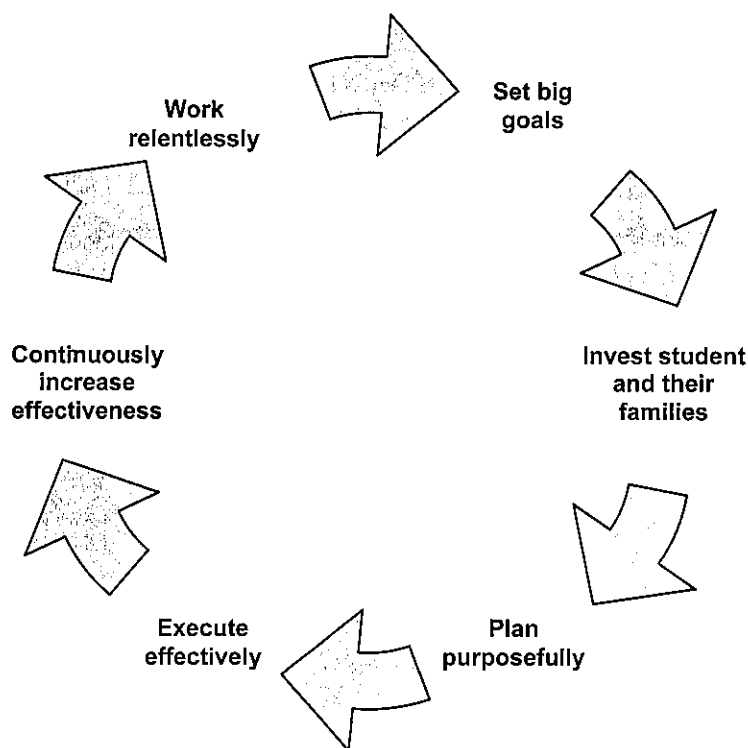 Work
relentlessly
Set big
goals
Invest student
and their
families
Plan
purposefully
Execute
effectively
Continuously
increase
effectiveness